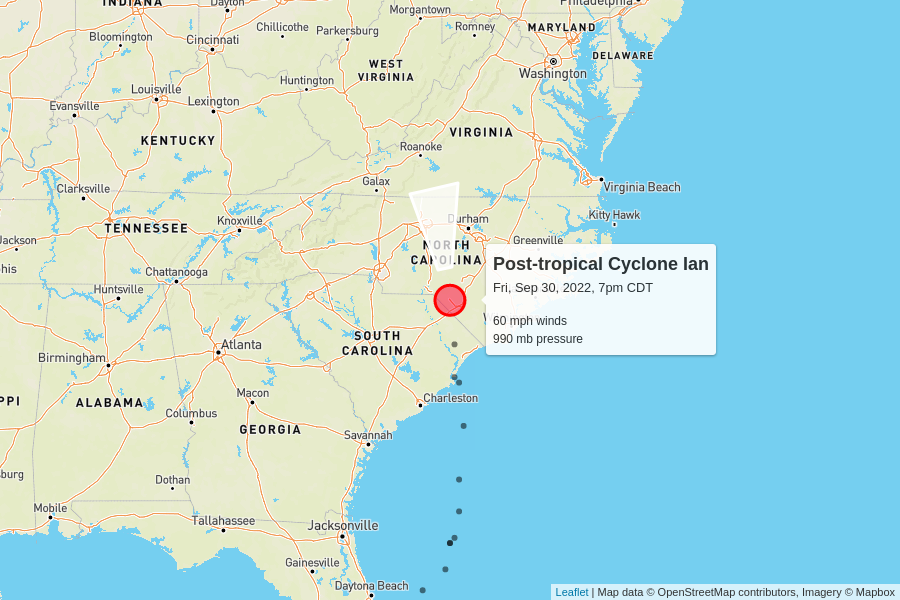 INDIANA
Dayton
Morgantown
Philadelphia
Bloomington
Cincinnati
Chillicothe
Parkersburg
Romney
MARYLAND
DELAWARE
WEST
VIRGINIA
Washington
Louisville
Huntington
Evansville
Lexington
KENTUCKY
VIRGINIA
Roanoke
Clarksville
Galax
Virginia Beach
Knoxville
Durham
Kitty Hawk
TENNESSEE
Jackson
NORTH
CAROLINA
Greenville
his
Chattanooga
Huntsville
Post-tropical Cyclone Ian
Fri, Sep 30, 2022, 7pm CDT
60 mph winds
990 mb pressure
SOUTH
CAROLINA
Atlanta
Birmingham
Macon
Charleston
PPI
ALABAMA
Columbus
GEORGIA
Savannah
sburg
Dothan
Mobile
Tallahassee
Jacksonville
Gainesville
Daytona Beach
Leaflet | Map data © OpenStreetMap contributors, Imagery © Mapbox